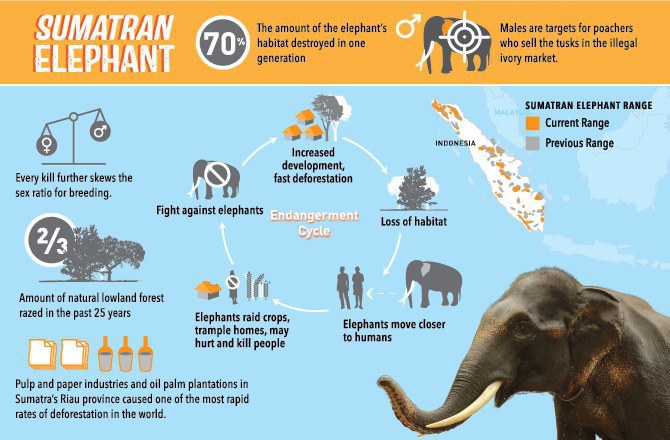 SUMATRAN
ELEPHANT
70%
The amount of the elephant's
habitat destroyed in one
generation
Males are targets for poachers
who sell the tusks in the illegal
ivory market.
SUMATRAN ELEPHANT RANGE
Current Range
Previous Range
MALAY
INDONESIA
Every kill further skews the
sex ratio for breeding.
2/3
Amount of natural lowland forest
razed in the past 25 years
Pulp and paper industries and oil palm plantations in
Sumatra's Riau province caused one of the most rapid
rates of deforestation in the world.
Endangerment
Cycle
Increased
development,
fast deforestation
Loss of habitat
Elephants move closer
to humans
Elephants raid crops,
trample homes, may
hurt and kill people
Fight against elephants